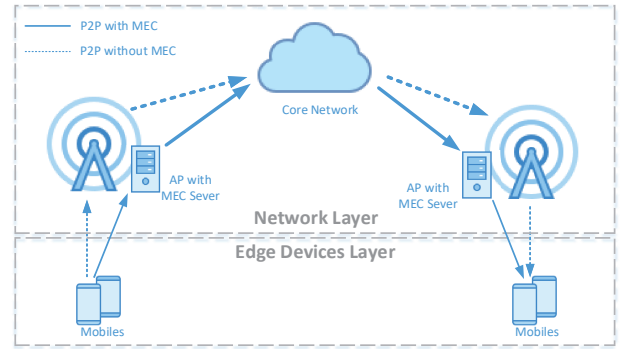 P2P with MEC
P2P without MEC
Core Network
AP with
MEC Sever
AP with
MEC Sever
Network Layer
Edge Devices Layer
Mobiles
Mobiles